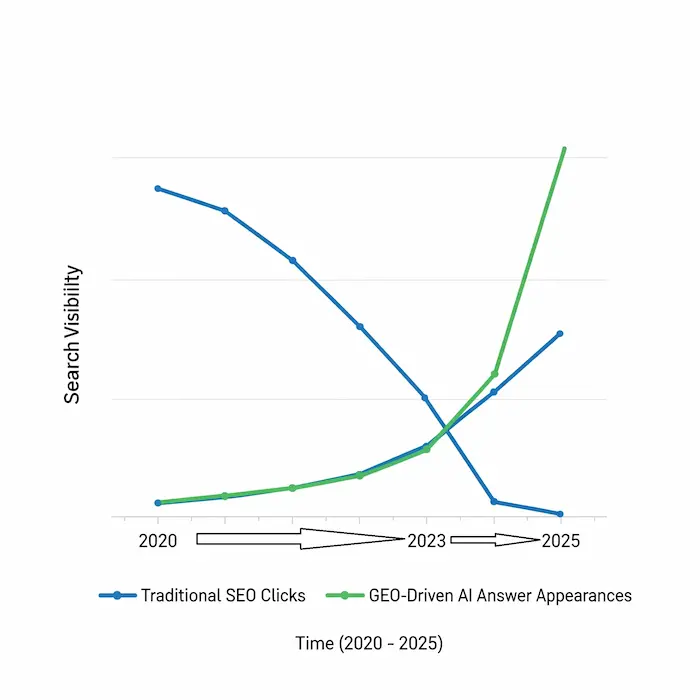 Search Visibility
2020 2023 2025
Traditional SEO Clicks GEO-Driven AI Answer Appearances
Time (2020 - 2025)